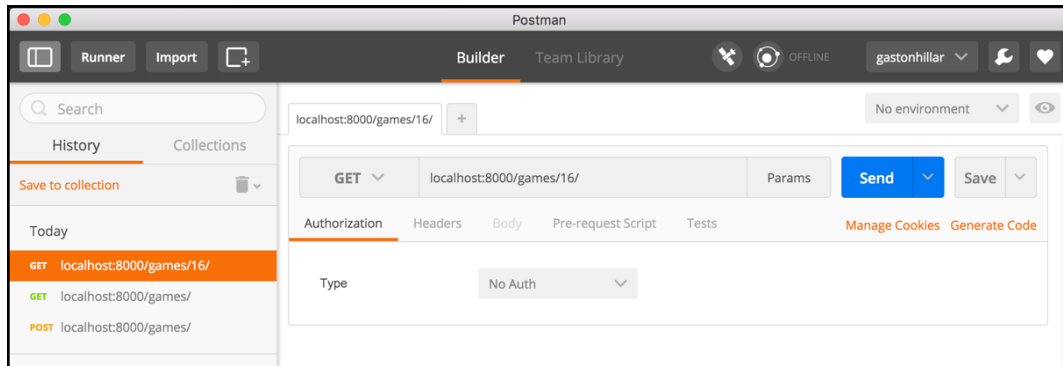 Postman
Runner Import Builder Team Library OFFLINE gastonhillar
Search
localhost:8000/games/16/ +
No environment
History Collections
Save to collection
GET localhost:8000/games/16/ Params Send Save
Authorization Headers Body Pre-request Script Tests Manage Cookies Generate Code
Today
GET localhost:8000/games/16/
GET localhost:8000/games/
POST localhost:8000/games/
Type No Auth